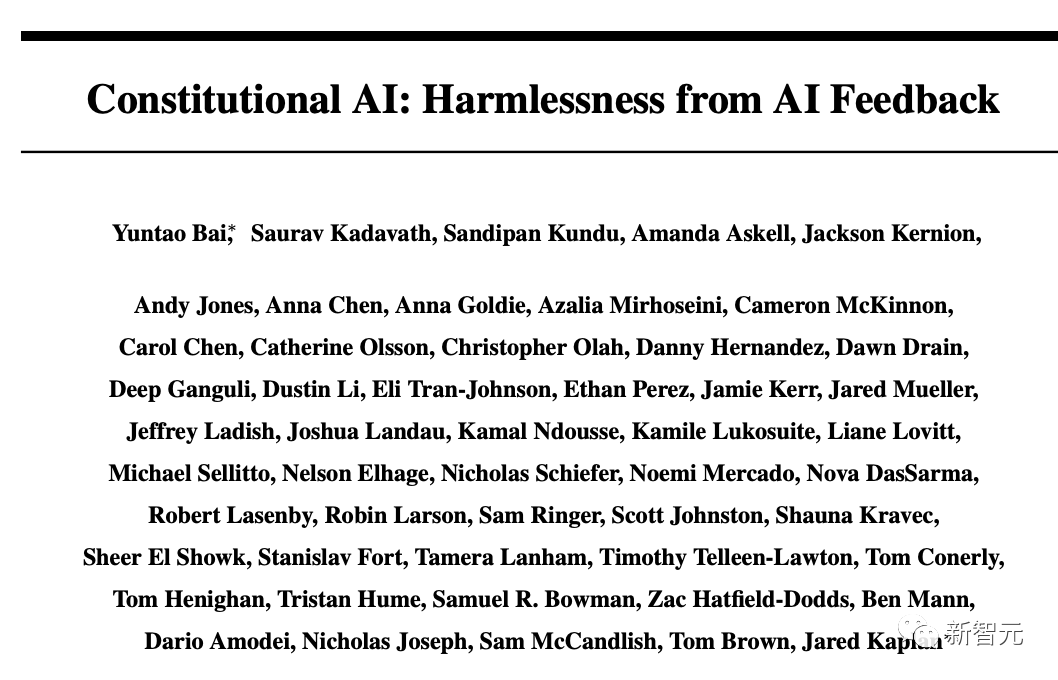 Constitutional AI: Harmlessness from AI Feedback
Yuntao Bai,* Saurav Kadavath, Sandipan Kundu, Amanda Askell, Jackson Kernion,
Andy Jones, Anna Chen, Anna Goldie, Azalia Mirhoseini, Cameron McKinnon,
Carol Chen, Catherine Olsson, Christopher Olah, Danny Hernandez, Dawn Drain,
Deep Ganguli, Dustin Li, Eli Tran-Johnson, Ethan Perez, Jamie Kerr, Jared Mueller,
Jeffrey Ladish, Joshua Landau, Kamal Ndousse, Kamile Lukosuite, Liane Lovitt,
Michael Sellitto, Nelson Elhage, Nicholas Schiefer, Noemi Mercado, Nova DasSarma,
Robert Lasenby, Robin Larson, Sam Ringer, Scott Johnston, Shauna Kravec,
Sheer El Showk, Stanislav Fort, Tamera Lanham, Timothy Telleen-Lawton, Tom Conerly,
Tom Henighan, Tristan Hume, Samuel R. Bowman, Zac Hatfield-Dodds, Ben Mann,
Dario Amodei, Nicholas Joseph, Sam McCandlish, Tom Brown, Jared Kaplan
新智元